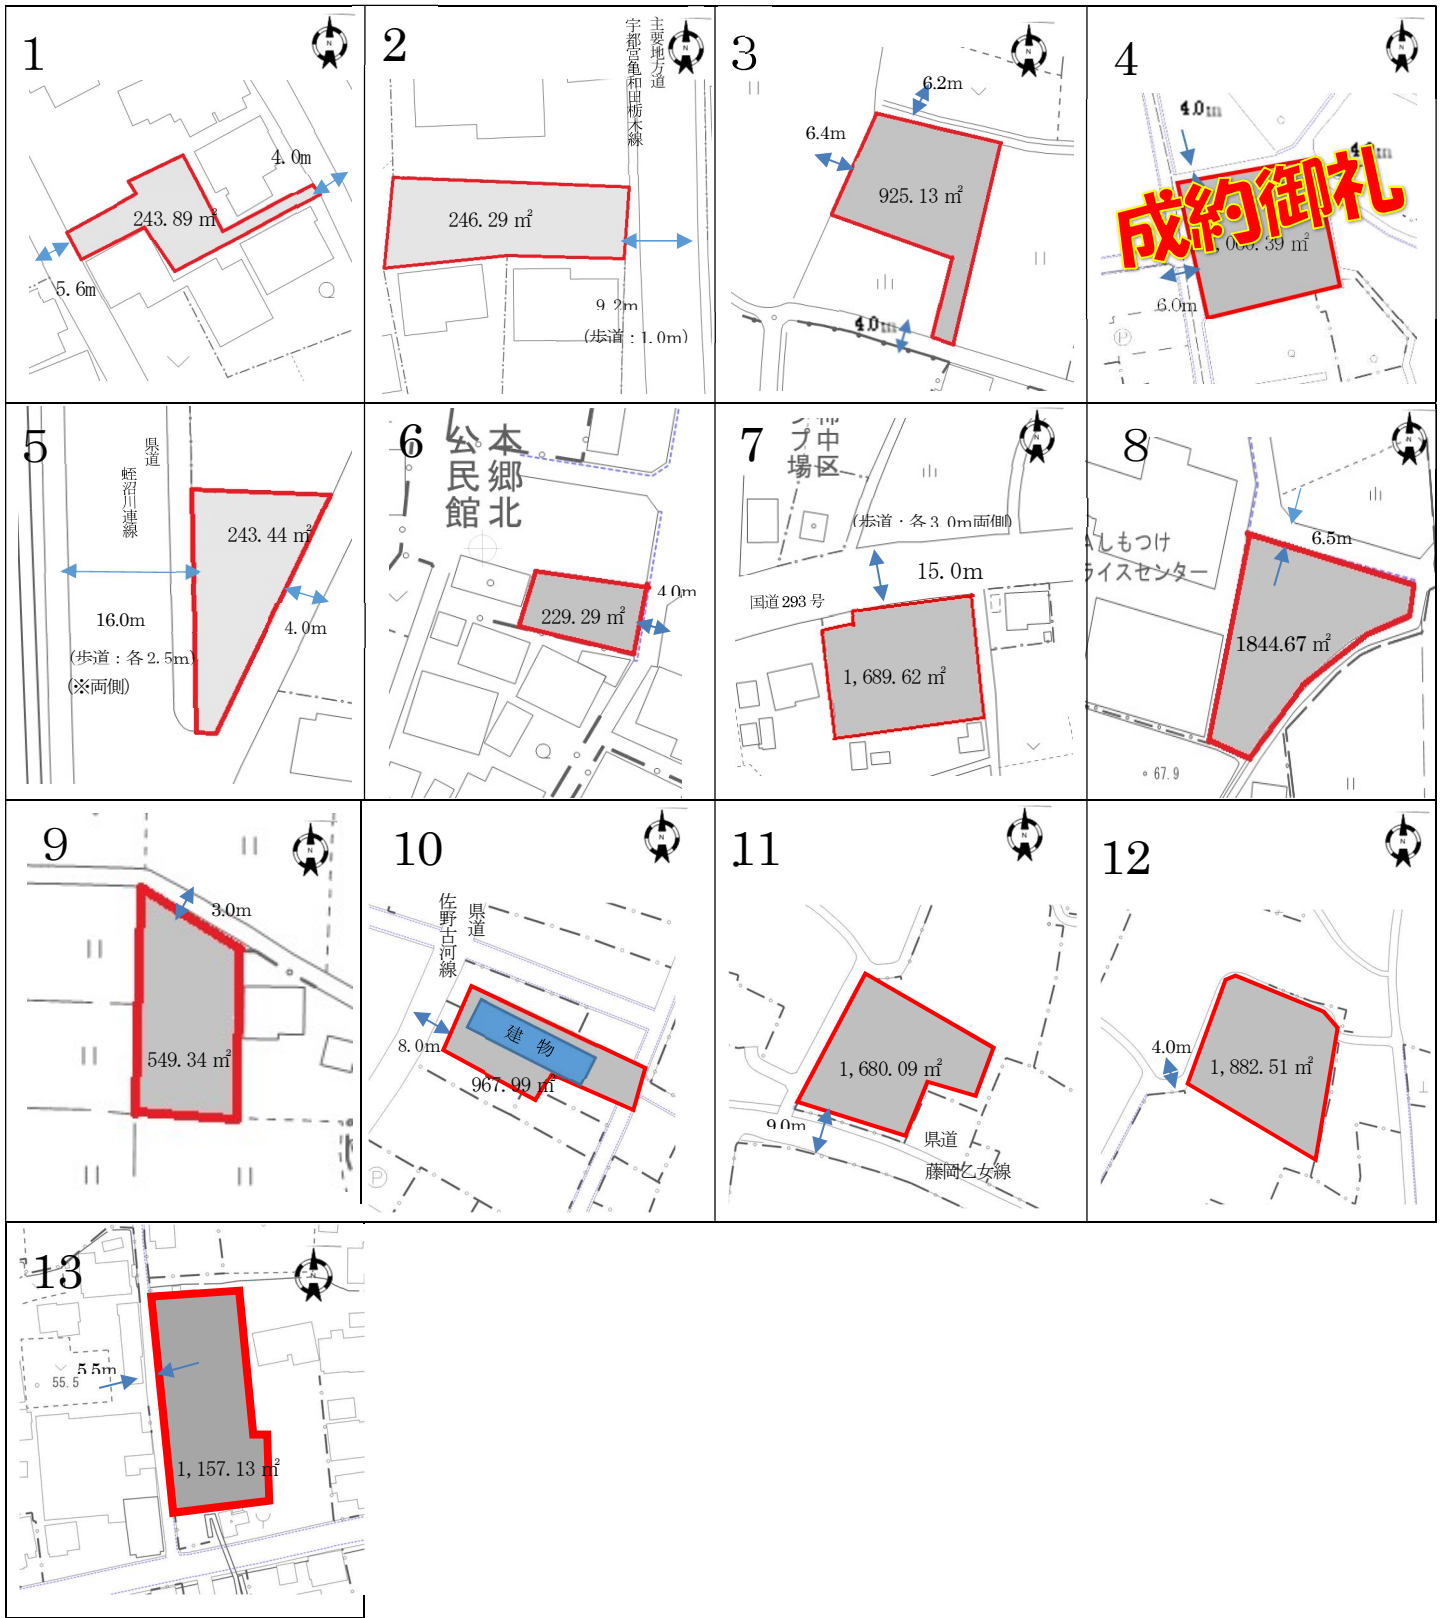 1
4.0m
243.89 ㎡
5.6m
2
主要地方道
宇都宮亀和田栃木線
246.29 ㎡
9.2m
(歩道：1.0m)
3
6.2m
6.4m
925.13 ㎡
4.0m
4
4.0m
成約御礼
6.0m
P
5
県道
蛭沼川連線
243.44 ㎡
16.0m
4.0m
(歩道：各2.5m)
(※両側)
6
本郷北
公民館
4.0m
229.29 ㎡
7
中区
プ場
(歩道：各3.0m両側)
15.0m
国道293号
1,689.62 ㎡
8
6.5m
しもつけ
ライスセンター
1844.67 ㎡
67.9
9
3.0m
549.34 ㎡
10
県道
佐野古河線
建物
8.0m
967.99 ㎡
P
11
1,680.09 ㎡
9.0m
県道
藤岡乙女線
12
4.0m
1,882.51 ㎡
13
5.5m
55.5
1,157.13 ㎡
N
N
N
N
N
N
N
N
N
N
N
N